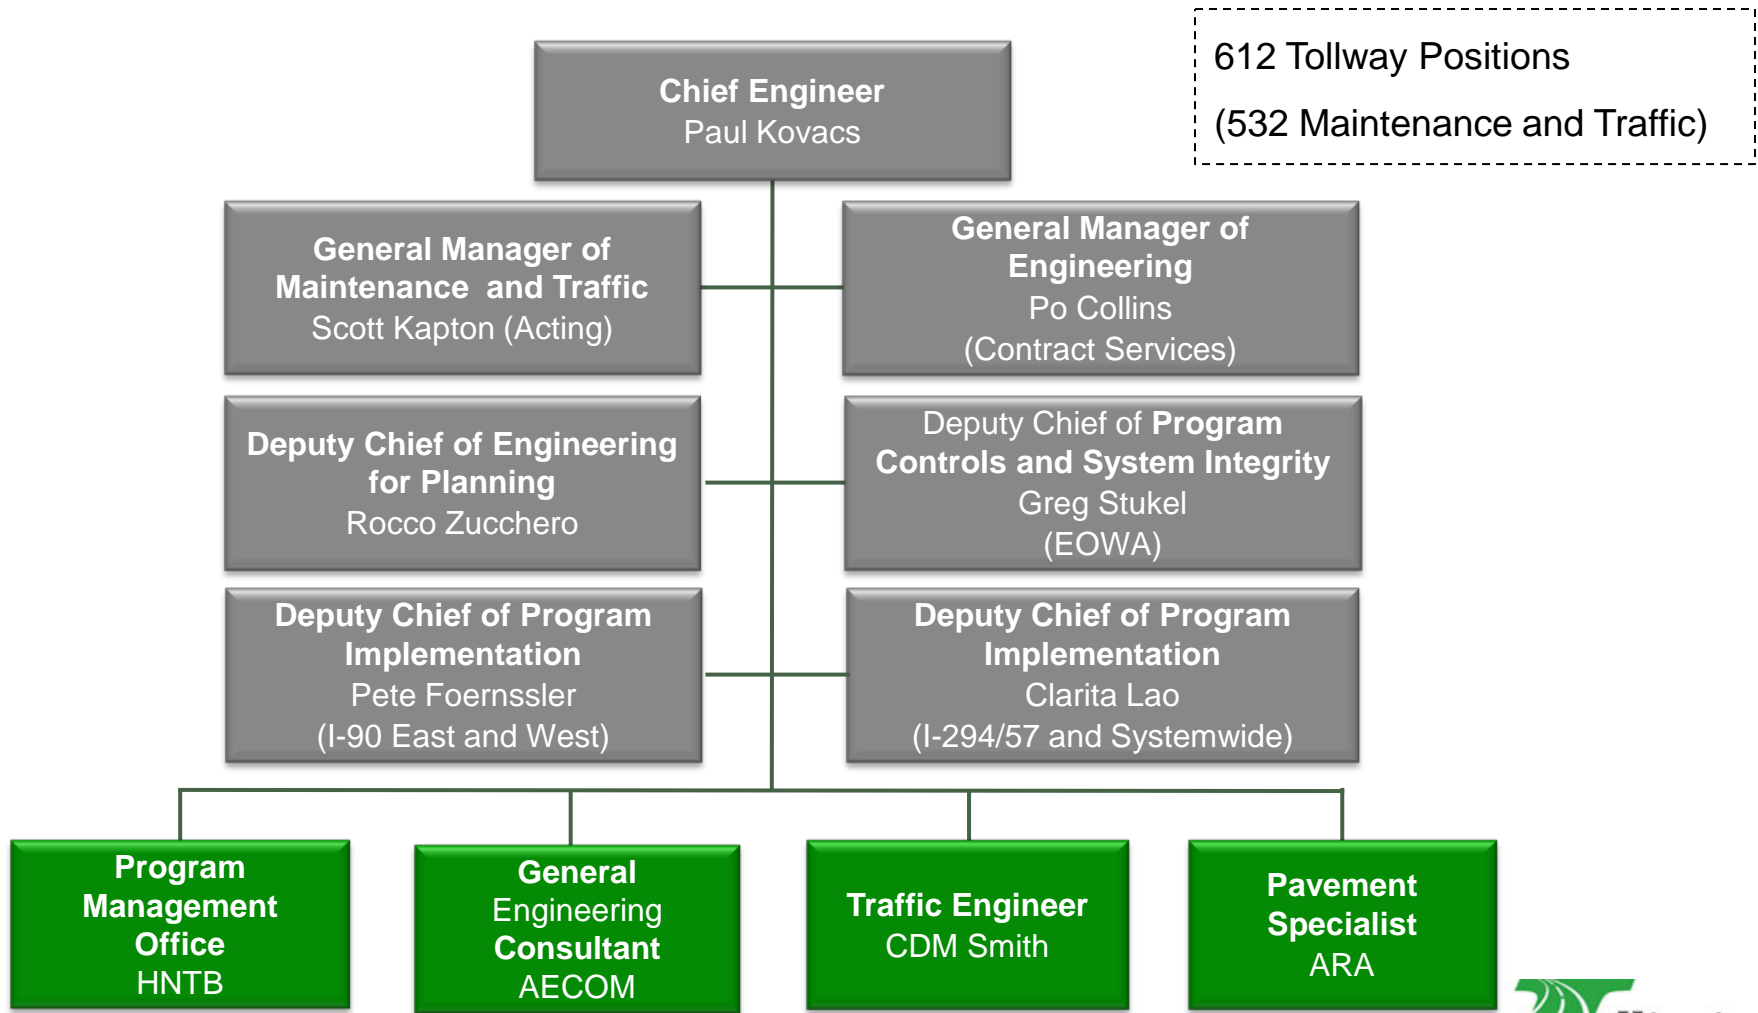 612 Tollway Positions
(532 Maintenance and Traffic)
Chief Engineer
Paul Kovacs
General Manager of
Maintenance and Traffic
Scott Kapton (Acting)
General Manager of
Engineering
Po Collins
(Contract Services)
Deputy Chief of Engineering
for Planning
Rocco Zucchero
Deputy Chief of Program
Controls and System Integrity
Greg Stukel
(EOWA)
Deputy Chief of Program
Implementation
Pete Foernssler
(I-90 East and West)
Deputy Chief of Program
Implementation
Clarita Lao
(I-294/57 and Systemwide)
Program
Management
Office
HNTB
General
Engineering
Consultant
AECOM
Traffic Engineer
CDM Smith
Pavement
Specialist
ARA